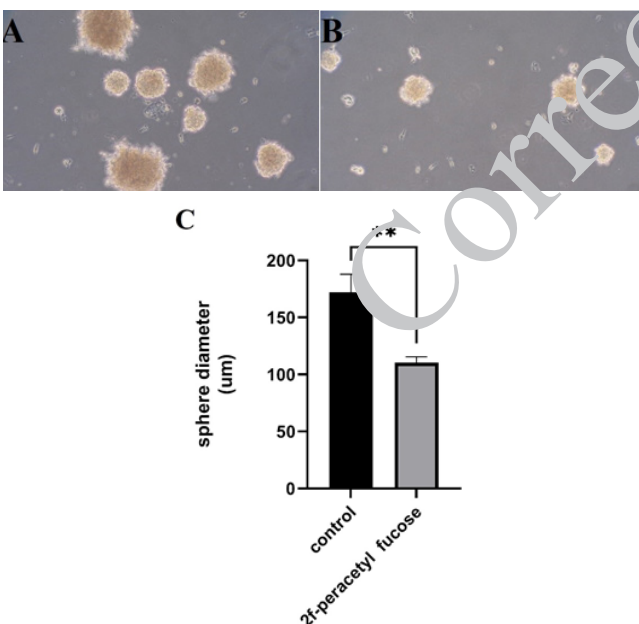 A
B
C
**
200
150
100
50
0
sphere diameter
(um)
control
2f-peracetyl fucose